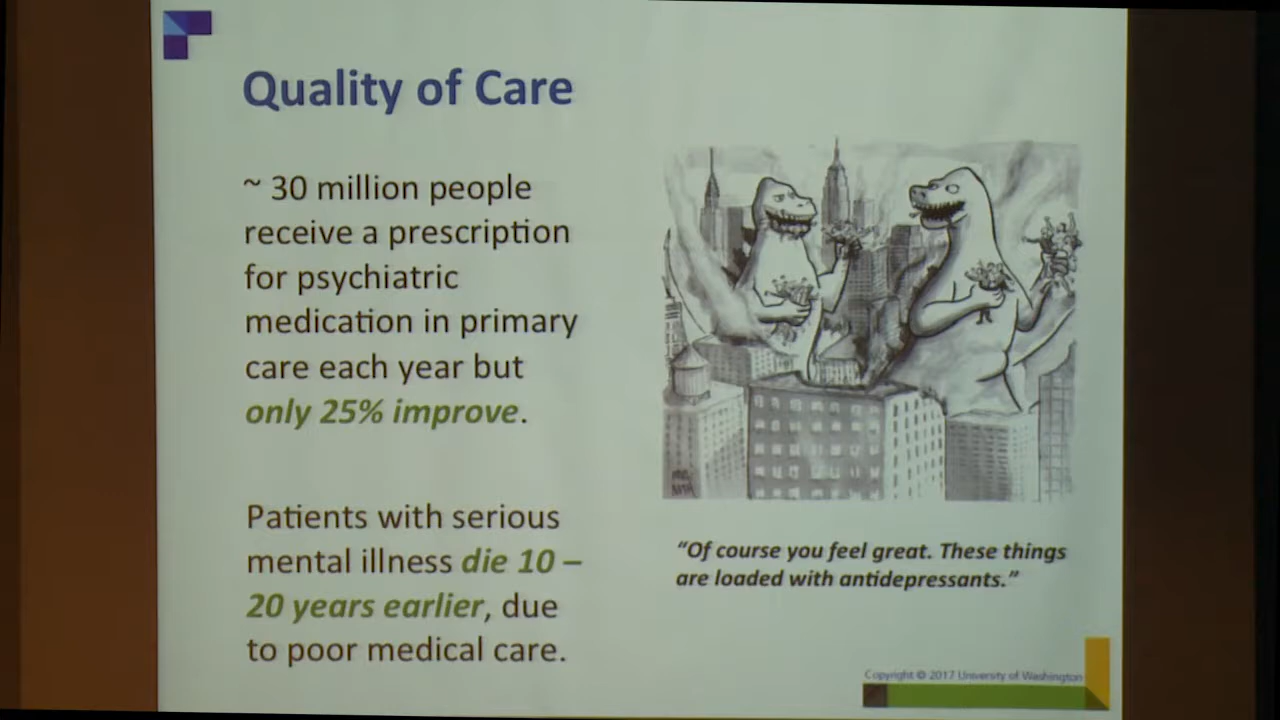 Quality of Care
~ 30 million people
receive a prescription
for psychiatric
medication in primary
care each year but
only 25% improve.
Patients with serious
mental illness die 10 –
20 years earlier, due
to poor medical care.
“Of course you feel great. These things
are loaded with antidepressants.”
Copyright © 2017 University of Washington